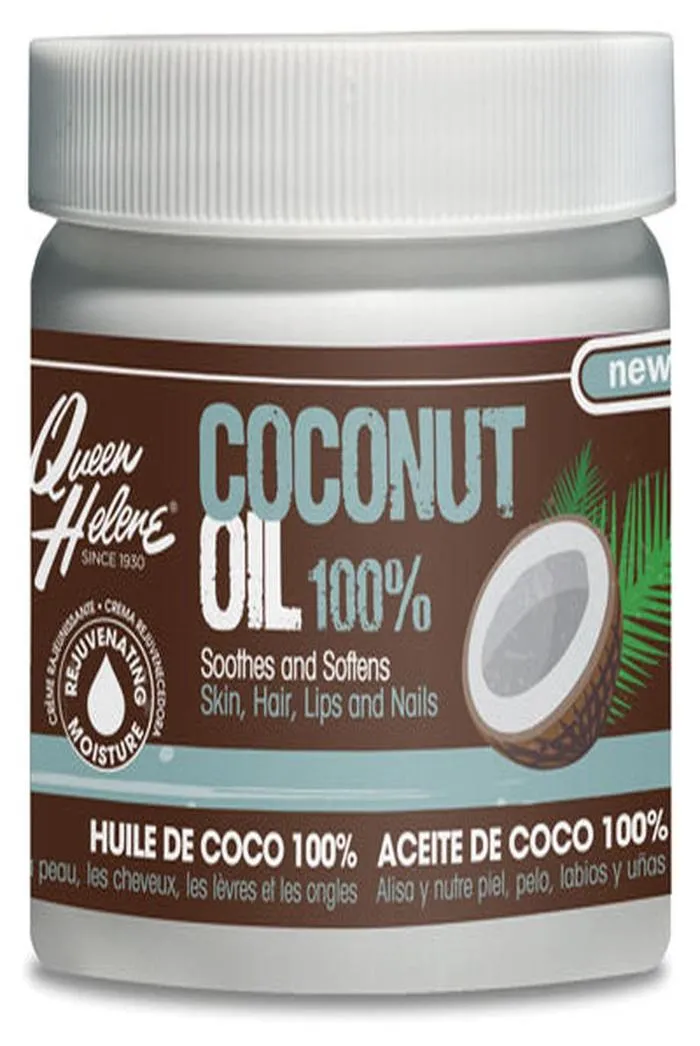 new
Queen
Helene®
SINCE 1930
COCONUT
OIL 100%
Soothes and Softens
Skin, Hair, Lips and Nails
CRÈME RAJEUNISSANTE • CREMA REJUVENECEDORA
REJUVENATING
MOISTURE
HUILE DE COCO 100%
peau, les cheveux, les lèvres et les ongles
ACEITE DE COCO 100%
Alisa y nutre piel, pelo, labios y uñas